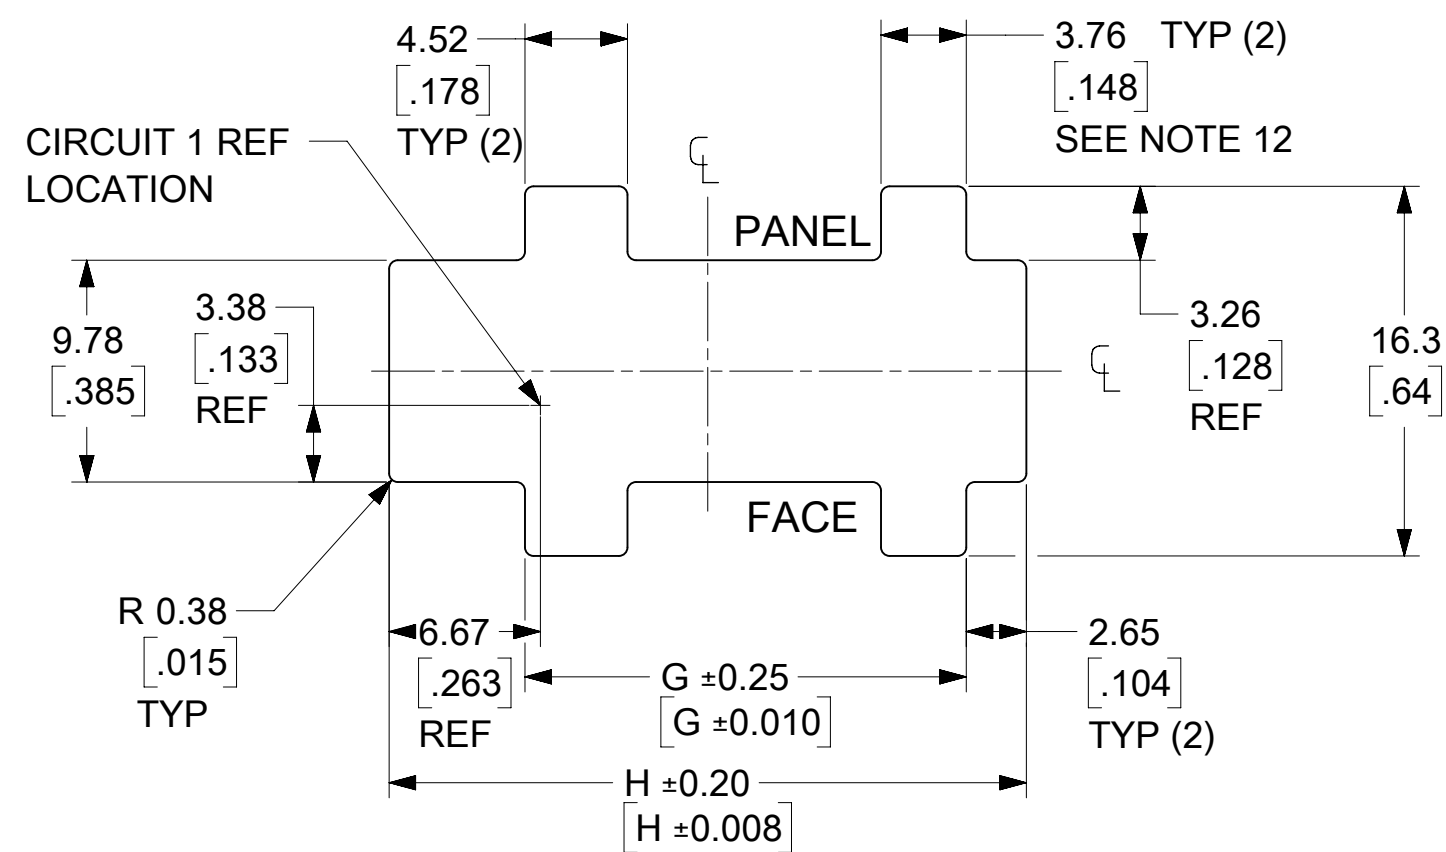 4.52
[.178]
TYP (2)
3.76 TYP (2)
[.148]
SEE NOTE 12
CIRCUIT 1 REF
LOCATION
℄
PANEL
9.78
[.385]
3.38
[.133]
REF
℄
3.26
[.128]
REF
16.3
[.64]
FACE
R 0.38
[.015]
TYP
6.67
[.263]
REF
G ±0.25
[G ±0.010]
2.65
[.104]
TYP (2)
H ±0.20
[H ±0.008]